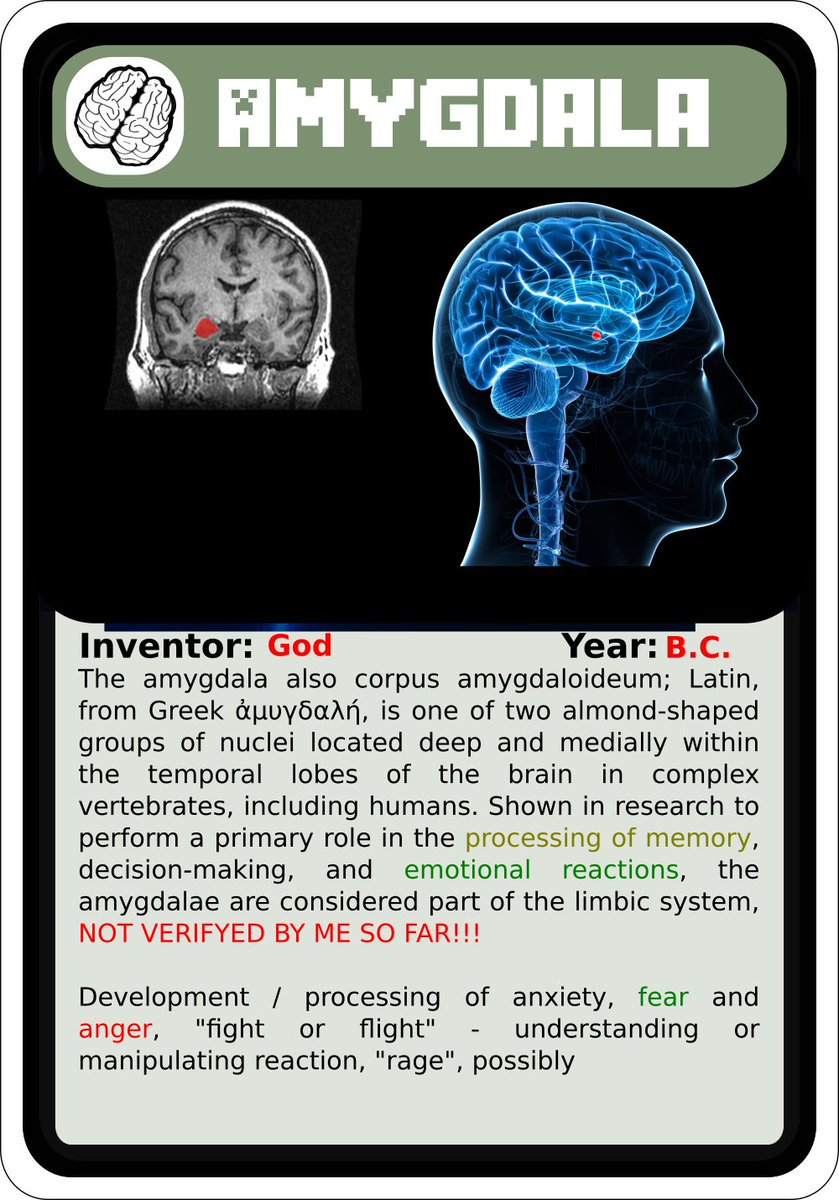 AMYGDALA
Inventor: God Year: B.C.
The amygdala also corpus amygdaloideum; Latin,
from Greek ἀμυγδαλή, is one of two almond-shaped
groups of nuclei located deep and medially within
the temporal lobes of the brain in complex
vertebrates, including humans. Shown in research to
perform a primary role in the processing of memory,
decision-making, and emotional reactions, the
amygdalae are considered part of the limbic system,
NOT VERIFYED BY ME SO FAR!!!
Development / processing of anxiety, fear and
anger, "fight or flight" - understanding or
manipulating reaction, "rage", possibly